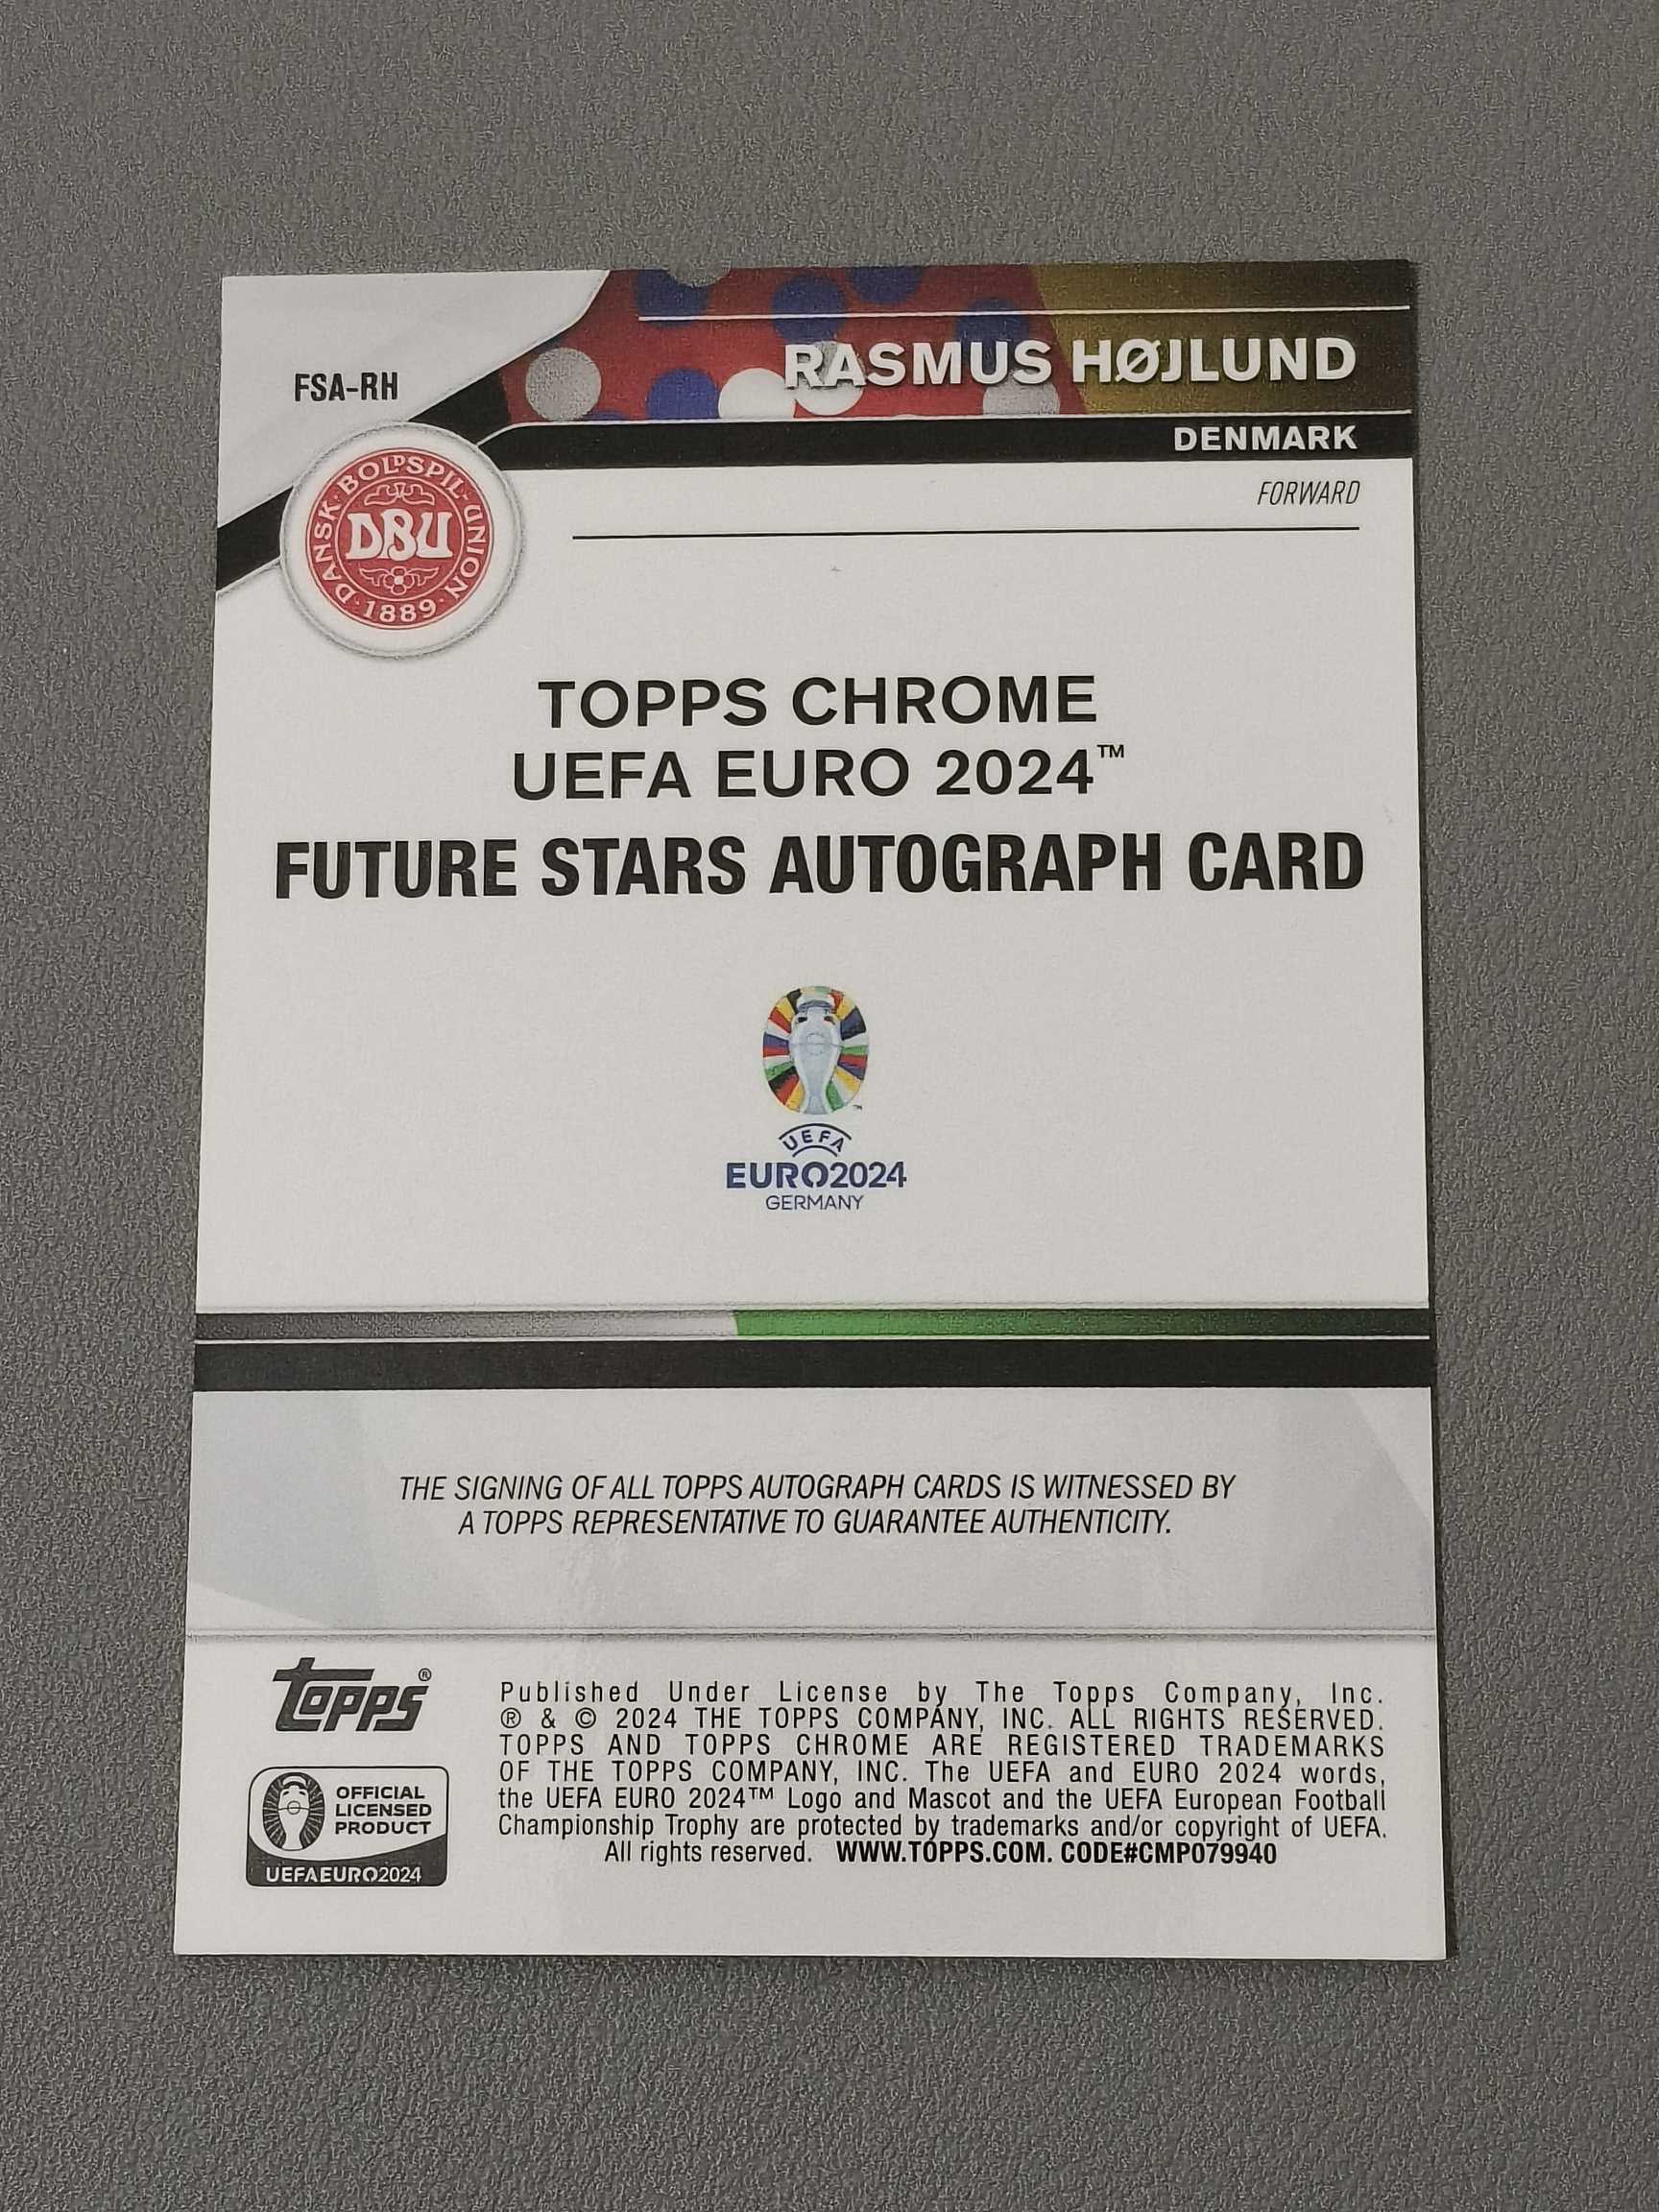 FSA-RH
RASMUS HØJLUND
DENMARK
FORWARD
DANSK · BOLDSPIL-UNION · 1889 ·
DBU
TOPPS CHROME
UEFA EURO 2024™
FUTURE STARS AUTOGRAPH CARD
UEFA
EURO2024
GERMANY
THE SIGNING OF ALL TOPPS AUTOGRAPH CARDS IS WITNESSED BY
A TOPPS REPRESENTATIVE TO GUARANTEE AUTHENTICITY.
topps®
OFFICIAL
LICENSED
PRODUCT
UEFAEURO2024
Published Under License by The Topps Company, Inc.
® & © 2024 THE TOPPS COMPANY, INC. ALL RIGHTS RESERVED.
TOPPS AND TOPPS CHROME ARE REGISTERED TRADEMARKS
OF THE TOPPS COMPANY, INC. The UEFA and EURO 2024 words,
the UEFA EURO 2024™ Logo and Mascot and the UEFA European Football
Championship Trophy are protected by trademarks and/or copyright of UEFA.
All rights reserved. WWW.TOPPS.COM. CODE#CMP079940